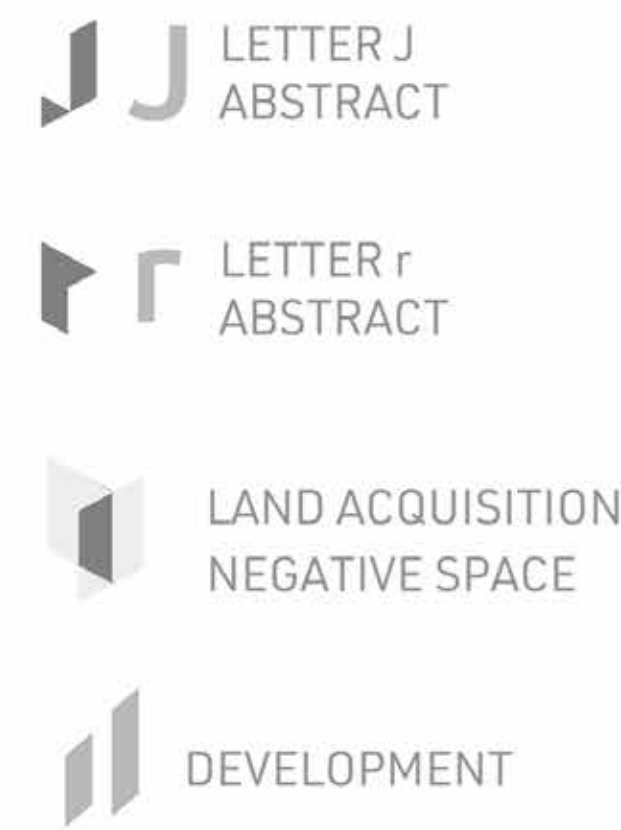 J LETTER J
ABSTRACT
r LETTER r
ABSTRACT
LAND ACQUISITION
NEGATIVE SPACE
DEVELOPMENT